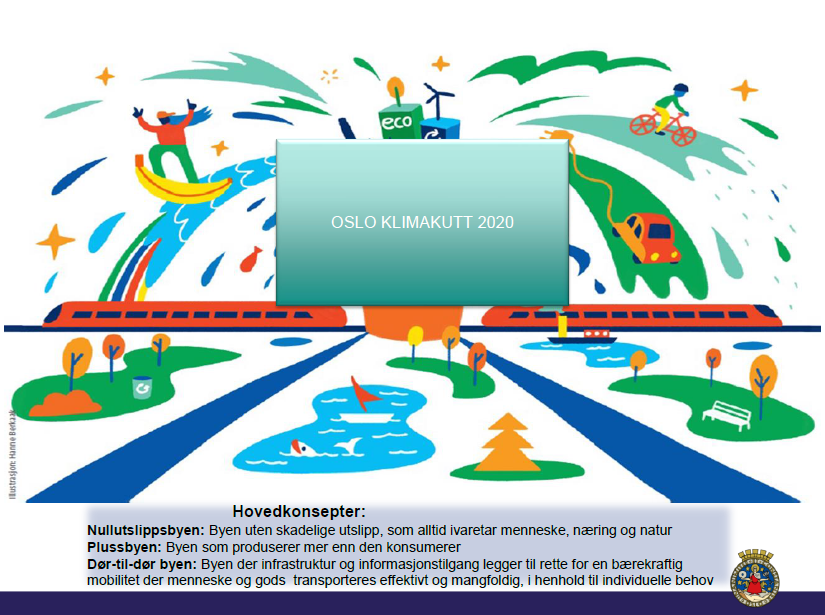 eco
OSLO KLIMAKUTT 2020
Illustrasjon: Hanne Berkaak
Hovedkonsepter:
Nullutslippsbyen: Byen uten skadelige utslipp, som alltid ivaretar menneske, næring og natur
Plussbyen: Byen som produserer mer enn den konsumerer
Dør-til-dør byen: Byen der infrastruktur og informasjonstilgang legger til rette for en bærekraftig
mobilitet der menneske og gods transporteres effektivt og mangfoldig, i henhold til individuelle behov